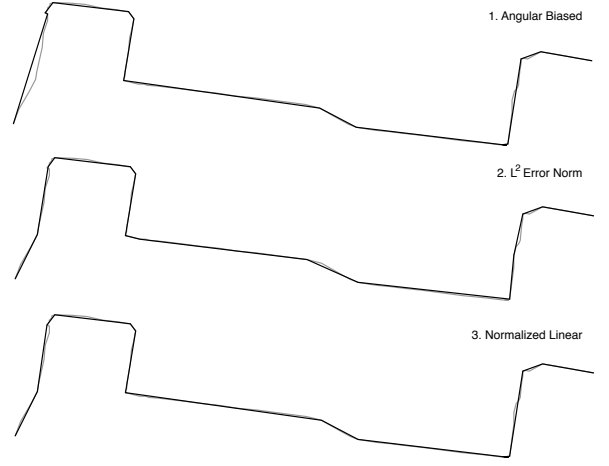 1. Angular Biased
2. L² Error Norm
3. Normalized Linear